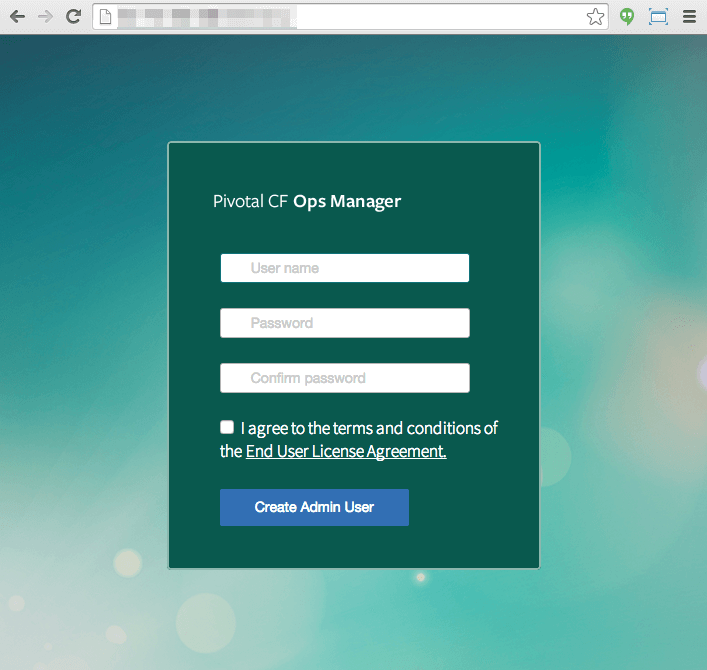 Pivotal CF Ops Manager
User name
Password
Confirm password
I agree to the terms and conditions of
the End User License Agreement.
Create Admin User